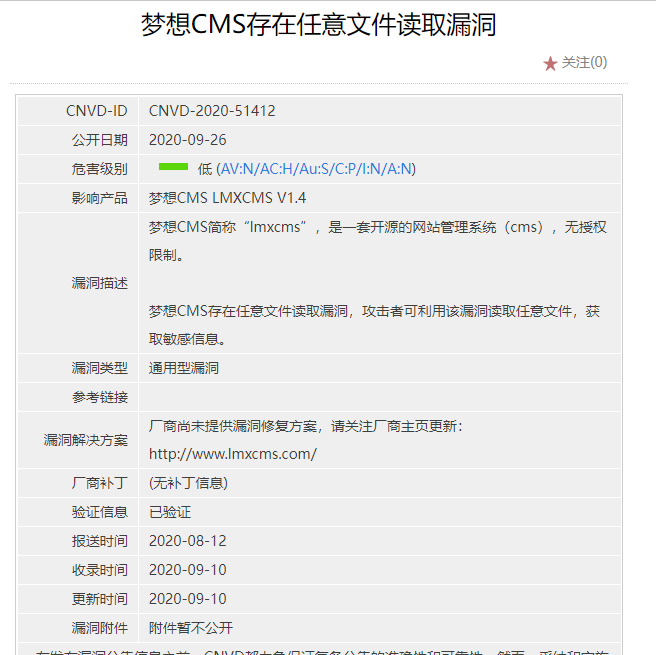 梦想CMS存在任意文件读取漏洞
★ 关注(0)
CNVD-ID CNVD-2020-51412
公开日期 2020-09-26
危害级别 低 (AV:N/AC:H/Au:S/C:P/I:N/A:N)
影响产品 梦想CMS LMXCMS V1.4
漏洞描述
梦想CMS简称“lmxcms”，是一套开源的网站管理系统（cms），无授权
限制。
梦想CMS存在任意文件读取漏洞，攻击者可利用该漏洞读取任意文件，获
取敏感信息。
漏洞类型 通用型漏洞
参考链接
漏洞解决方案
厂商尚未提供漏洞修复方案，请关注厂商主页更新：
http://www.lmxcms.com/
厂商补丁 (无补丁信息)
验证信息 已验证
报送时间 2020-08-12
收录时间 2020-09-10
更新时间 2020-09-10
漏洞附件 附件暂不公开